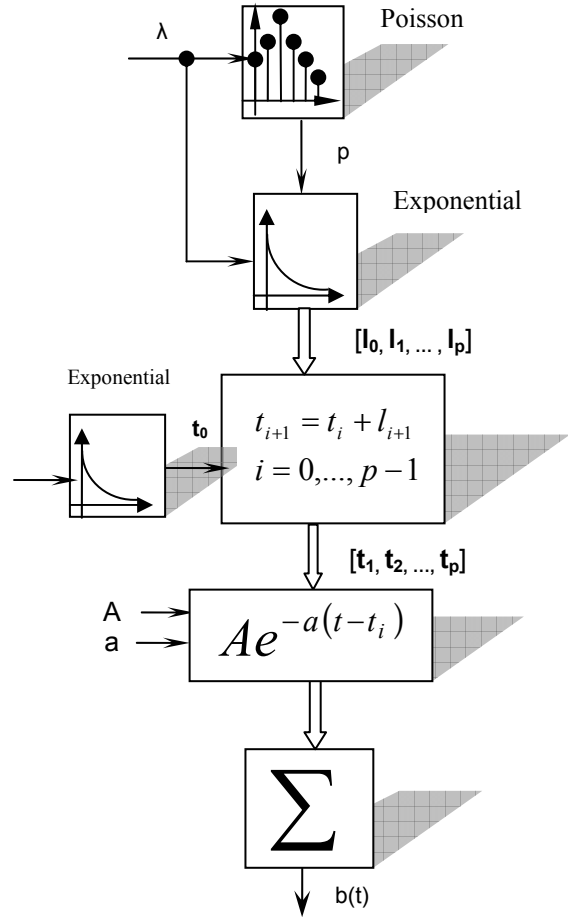 Poisson
λ
p
Exponential
[l₀, l₁, ... , lₚ]
Exponential
t₀
tᵢ₊₁ = tᵢ + lᵢ₊₁
i = 0,..., p − 1
[t₁, t₂, ..., tₚ]
A
a
Ae^{−a(t−tᵢ)}
∑
b(t)